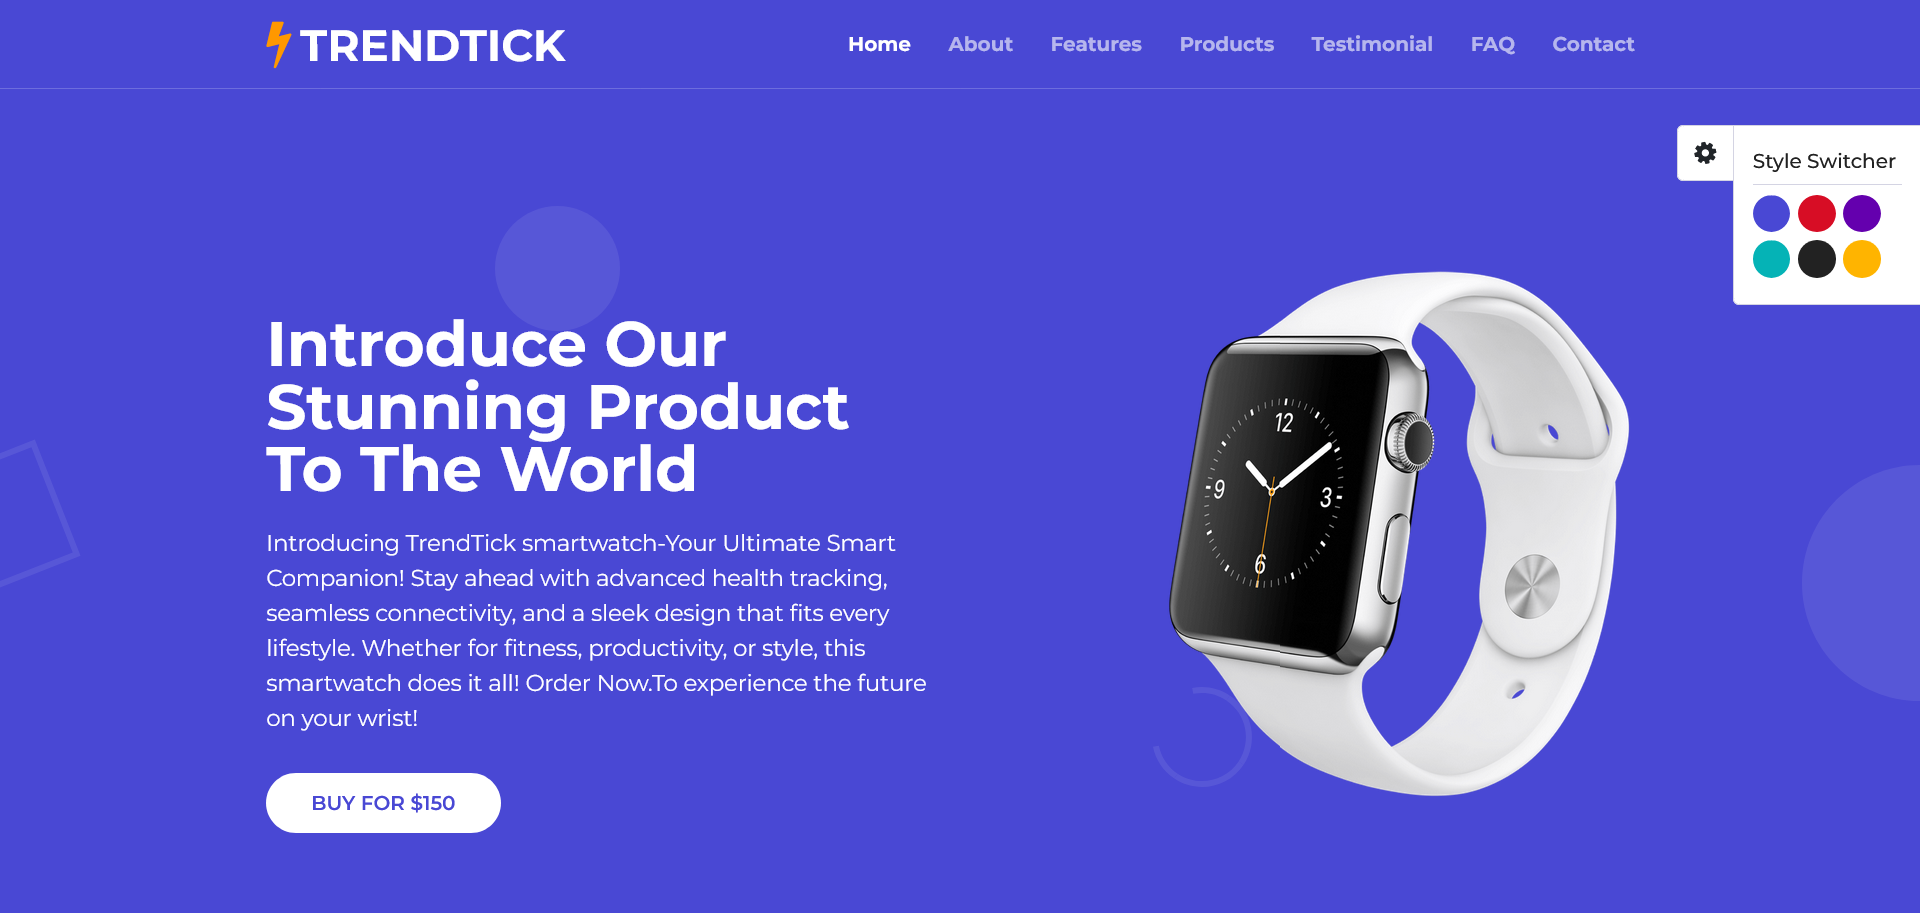 TRENDTICK
Home About Features Products Testimonial FAQ Contact
Style Switcher
Introduce Our
Stunning Product
To The World
Introducing TrendTick smartwatch-Your Ultimate Smart
Companion! Stay ahead with advanced health tracking,
seamless connectivity, and a sleek design that fits every
lifestyle. Whether for fitness, productivity, or style, this
smartwatch does it all! Order Now.To experience the future
on your wrist!
BUY FOR $150
12
9
3
6